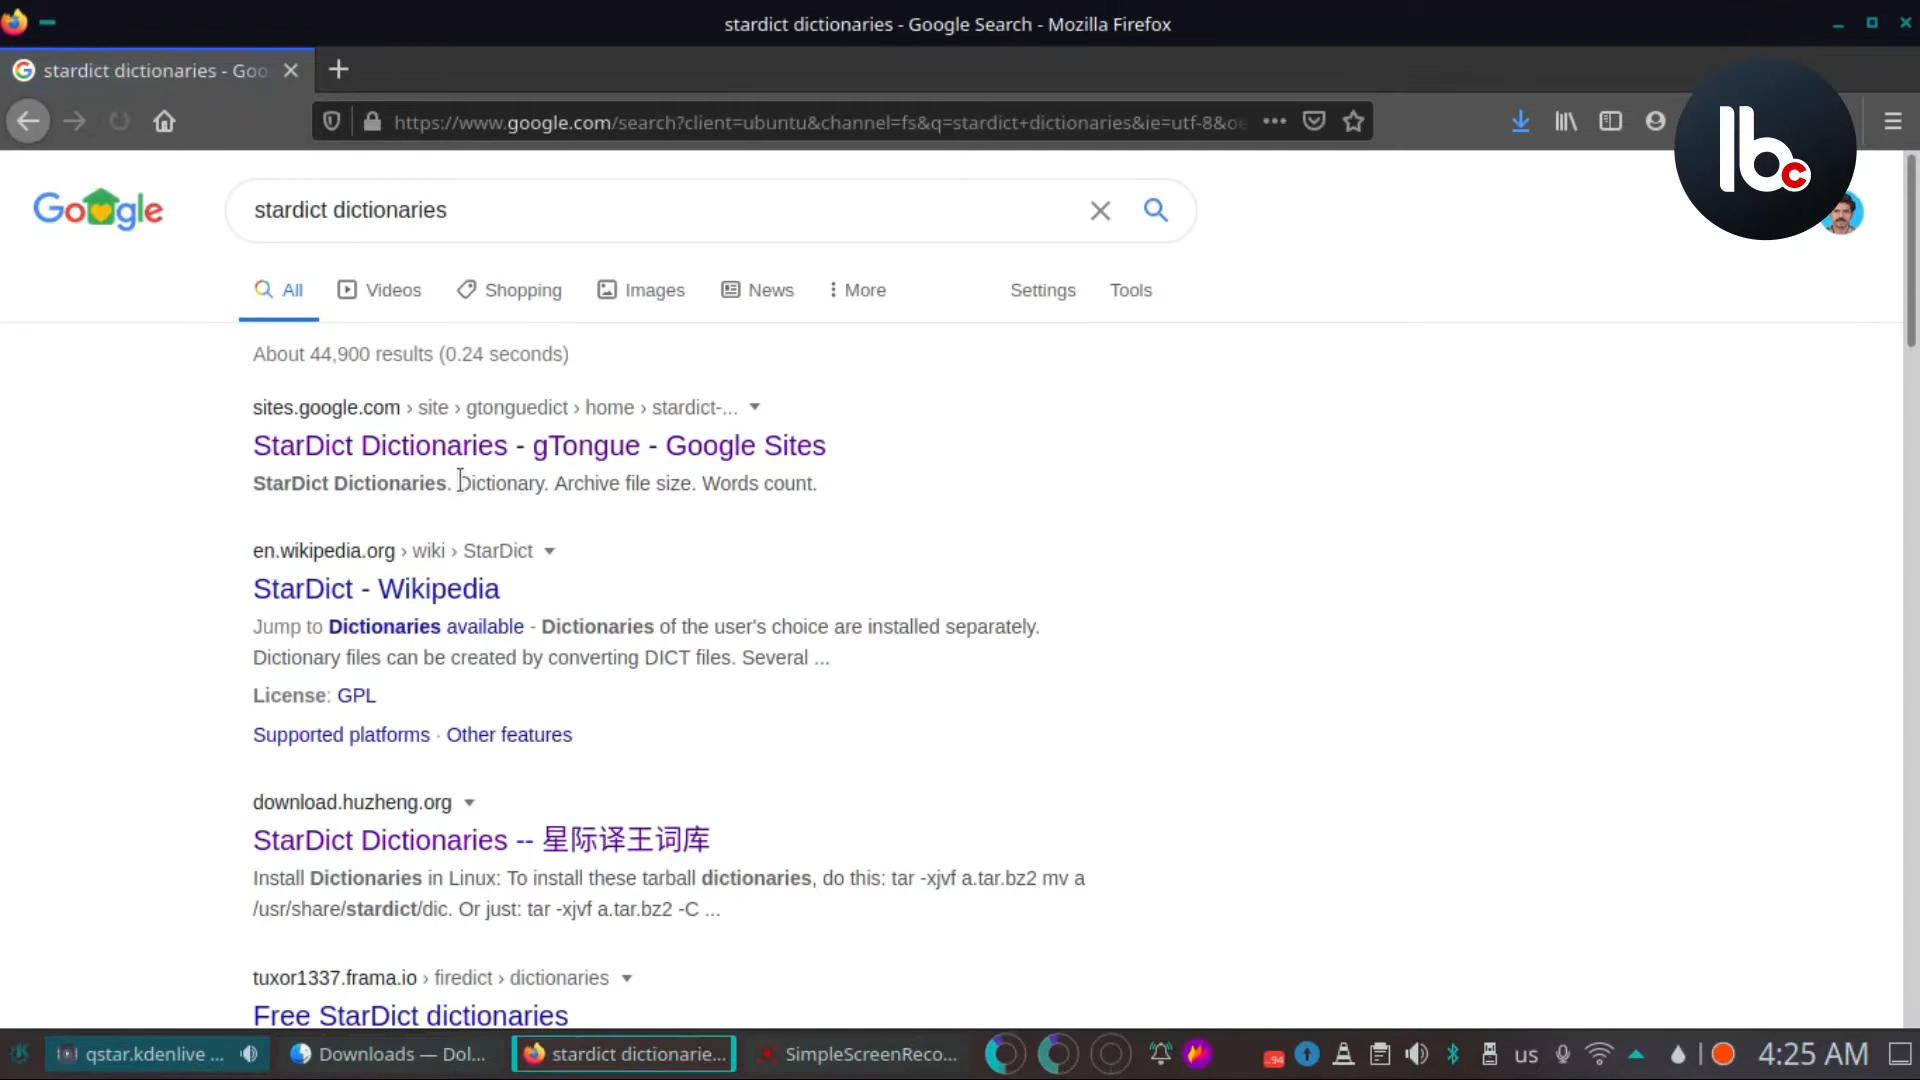 stardict dictionaries - Google Search - Mozilla Firefox
stardict dictionaries - Goo
https://www.google.com/search?client=ubuntu&channel=fs&q=stardict+dictionaries&ie=utf-8&oe
lbc
Google
stardict dictionaries
All Videos Shopping Images News More Settings Tools
About 44,900 results (0.24 seconds)
sites.google.com › site › gtonguedict › home › stardict-...
StarDict Dictionaries - gTongue - Google Sites
StarDict Dictionaries. Dictionary. Archive file size. Words count.
en.wikipedia.org › wiki › StarDict
StarDict - Wikipedia
Jump to Dictionaries available - Dictionaries of the user's choice are installed separately.
Dictionary files can be created by converting DICT files. Several ...
License: GPL
Supported platforms · Other features
download.huzheng.org
StarDict Dictionaries -- 星际译王词库
Install Dictionaries in Linux: To install these tarball dictionaries, do this: tar -xjvf a.tar.bz2 mv a
/usr/share/stardict/dic. Or just: tar -xjvf a.tar.bz2 -C ...
tuxor1337.frama.io › firedict › dictionaries
Free StarDict dictionaries
qstar.kdenlive ... Downloads — Dol... stardict dictionarie... SimpleScreenReco... .94 us 4:25 AM